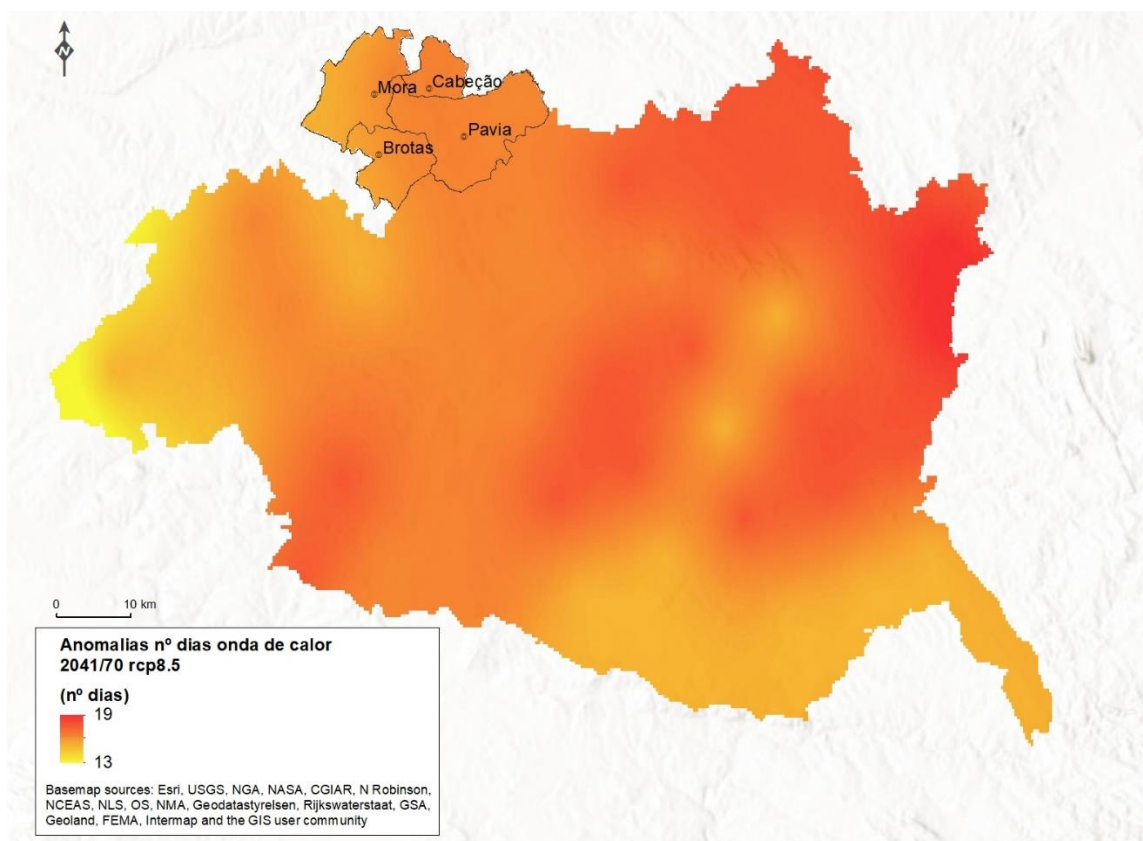 N
Mora
Cabeção
Pavia
Brotas
0 10 km
Anomalias nº dias onda de calor
2041/70 rcp8.5
(nº dias)
19
13
Basemap sources: Esri, USGS, NGA, NASA, CGIAR, N Robinson,
NCEAS, NLS, OS, NMA, Geodatastyrelsen, Rijkswaterstaat, GSA,
Geoland, FEMA, Intermap and the GIS user community